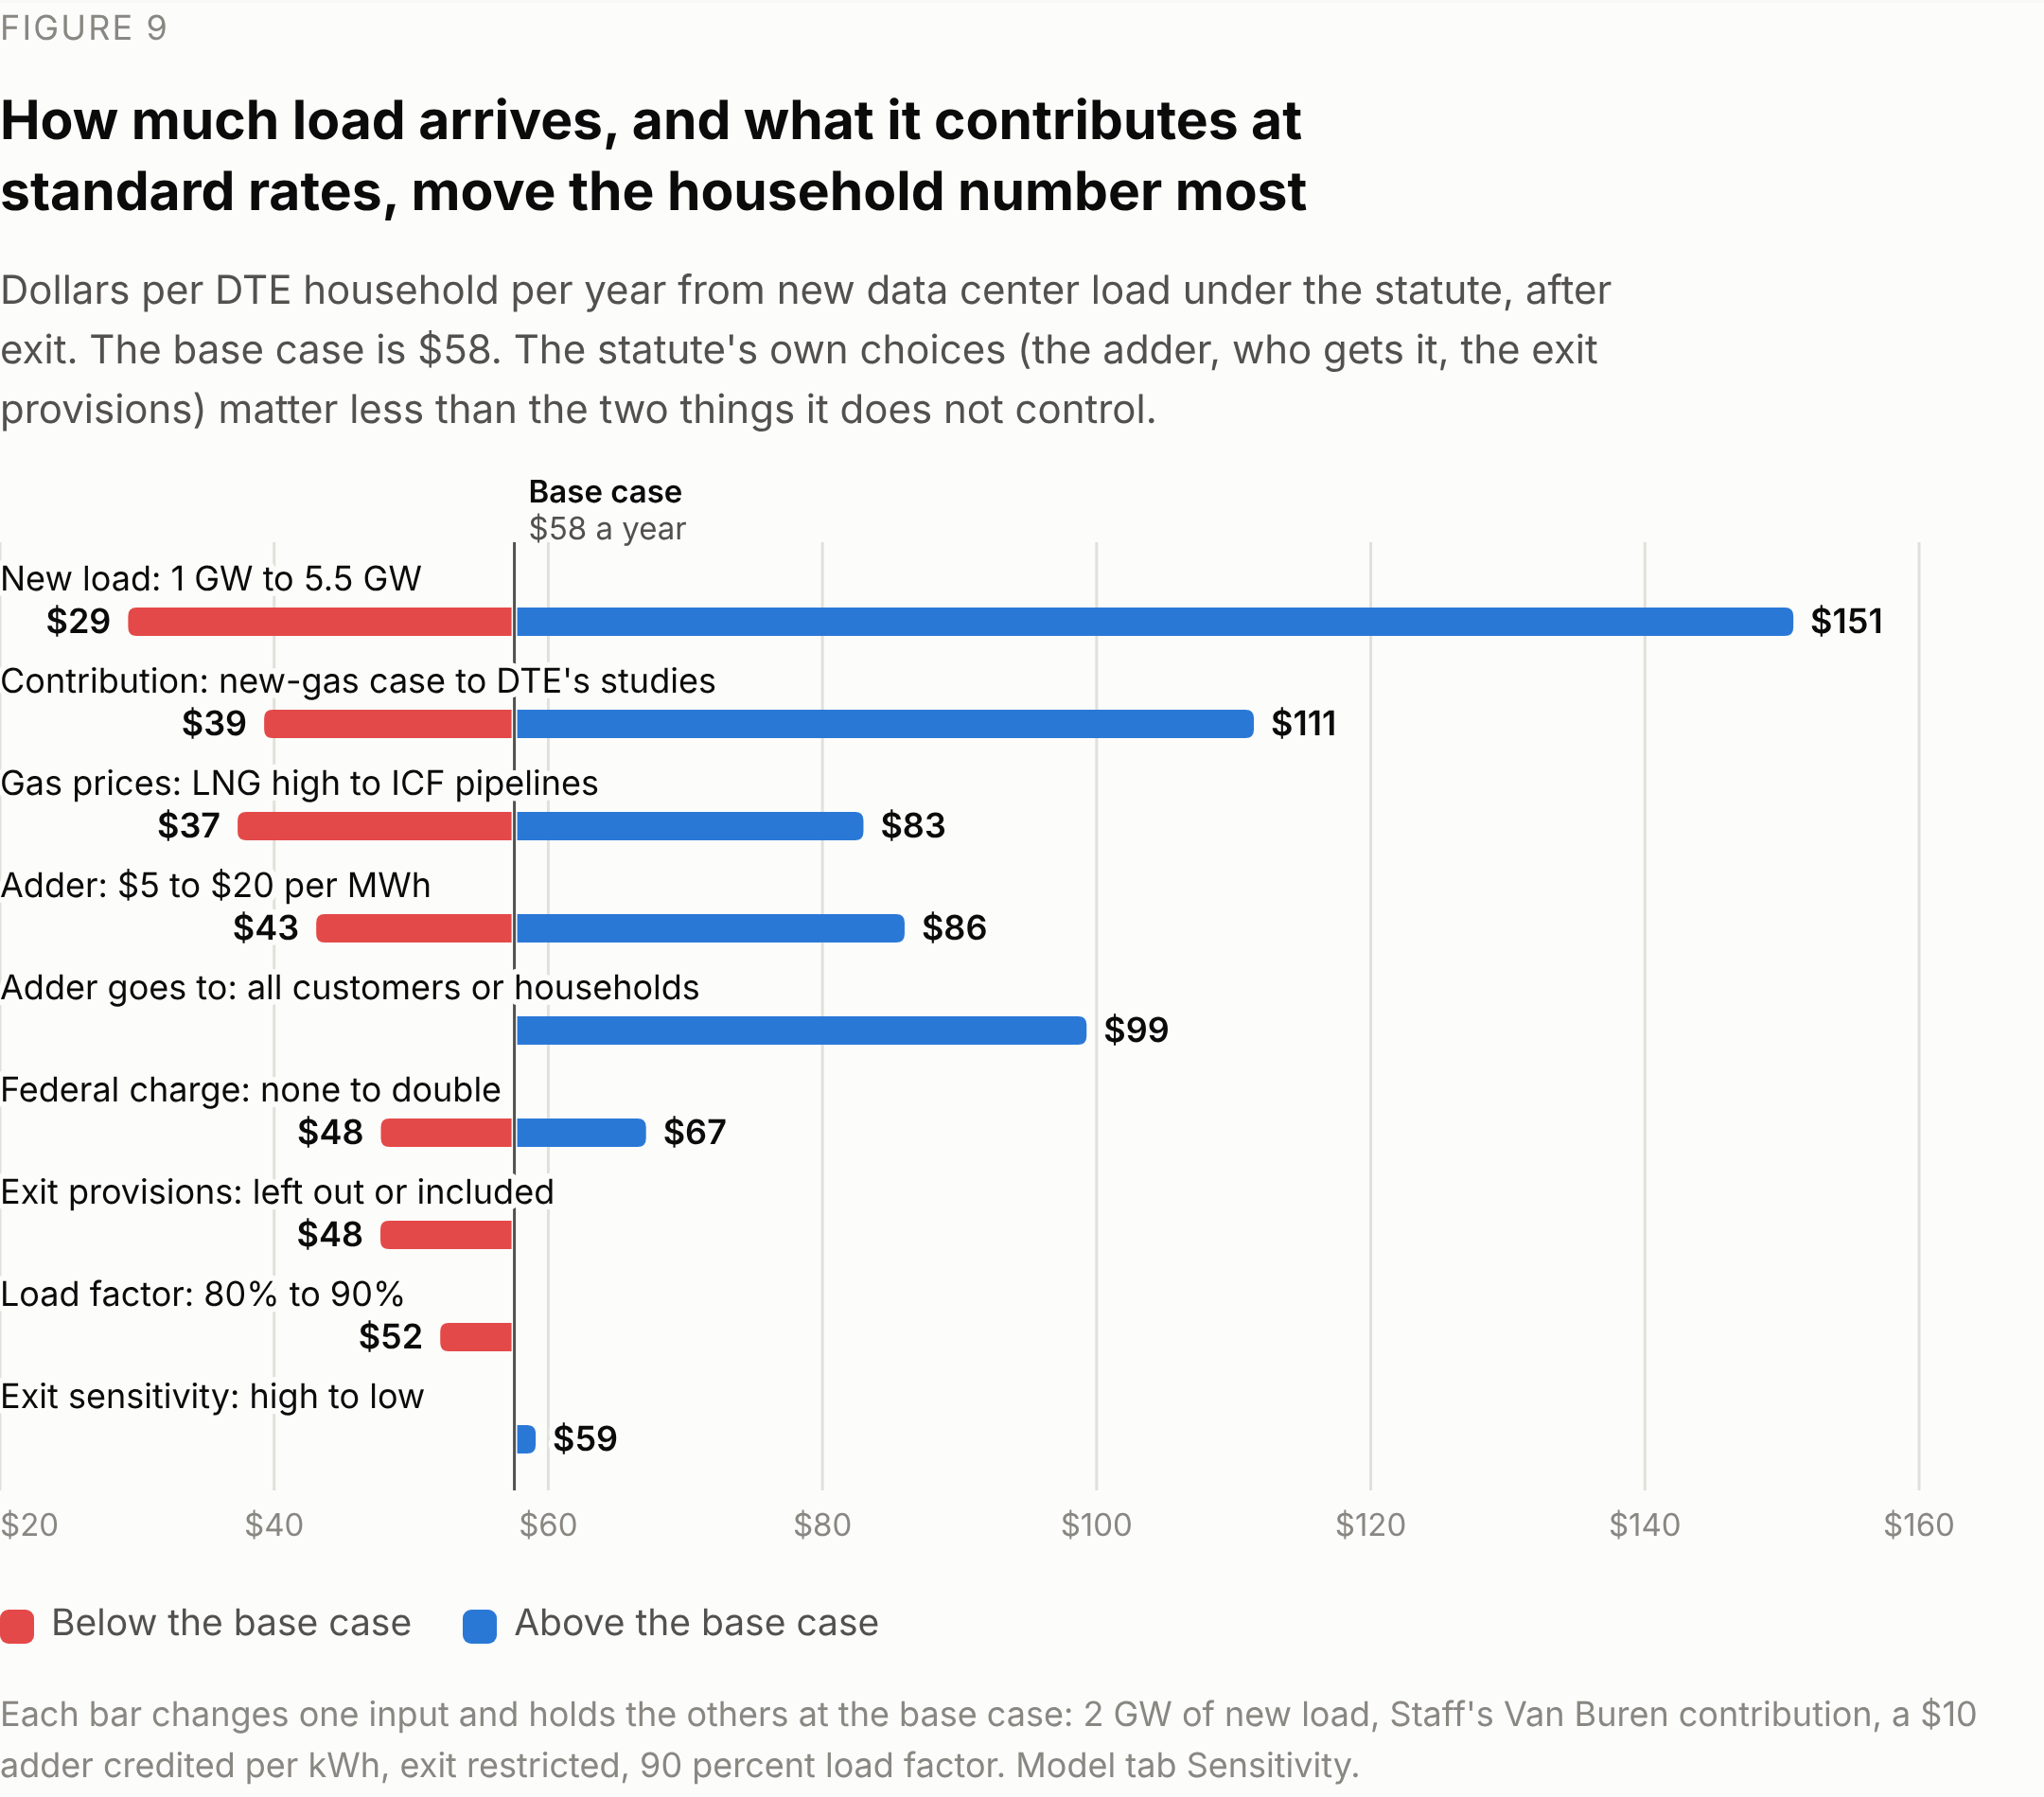 FIGURE 9
How much load arrives, and what it contributes at
standard rates, move the household number most
Dollars per DTE household per year from new data center load under the statute, after
exit. The base case is $58. The statute's own choices (the adder, who gets it, the exit
provisions) matter less than the two things it does not control.
Base case
$58 a year
New load: 1 GW to 5.5 GW
$29 $151
Contribution: new-gas case to DTE's studies
$39 $111
Gas prices: LNG high to ICF pipelines
$37 $83
Adder: $5 to $20 per MWh
$43 $86
Adder goes to: all customers or households
$99
Federal charge: none to double
$48 $67
Exit provisions: left out or included
$48
Load factor: 80% to 90%
$52
Exit sensitivity: high to low
$59
$20 $40 $60 $80 $100 $120 $140 $160
Below the base case Above the base case
Each bar changes one input and holds the others at the base case: 2 GW of new load, Staff's Van Buren contribution, a $10
adder credited per kWh, exit restricted, 90 percent load factor. Model tab Sensitivity.